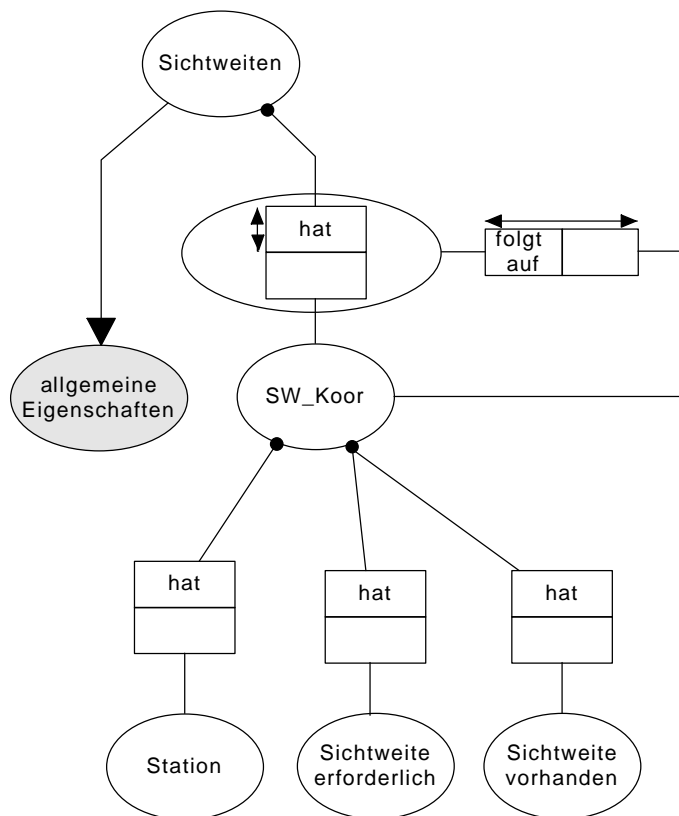 Sichtweiten
hat
folgt
auf
allgemeine
Eigenschaften
SW_Koor
hat
hat
hat
Station
Sichtweite
erforderlich
Sichtweite
vorhanden